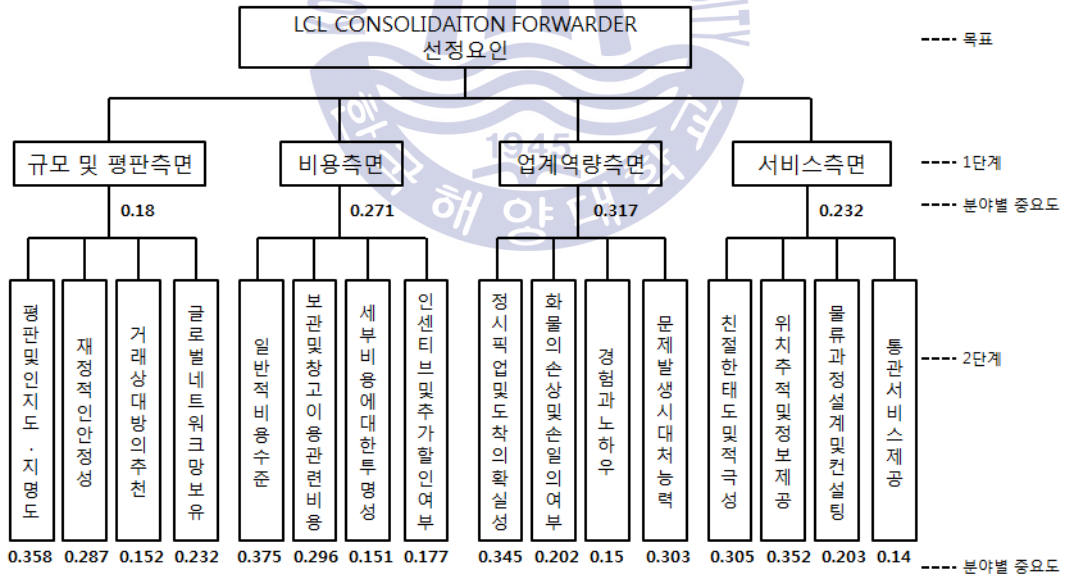 LCL CONSOLIDAITON FORWARDER
선정요인
---- 목표
규모 및 평판측면
비용측면
업계역량측면
서비스측면
---- 1단계
0.18
0.271
0.317
0.232
---- 분야별 중요도
평판및인지도.지명도
재정적인안정성
거래상대방의추천
글로벌네트워크망보유
일반적비용수준
보관및창고이용관련비용
세부비용에대한투명성
인센티브및추가할인여부
정시픽업및도착의확실성
화물의손상및손일의여부
경험과노하우
문제발생시대처능력
친절한태도및적극성
위치추적및정보제공
물류과정설계및컨설팅
통관서비스제공
---- 2단계
0.358
0.287
0.152
0.232
0.375
0.296
0.151
0.177
0.345
0.202
0.15
0.303
0.305
0.352
0.203
0.14
---- 분야별 중요도
1945
한국해양대학교